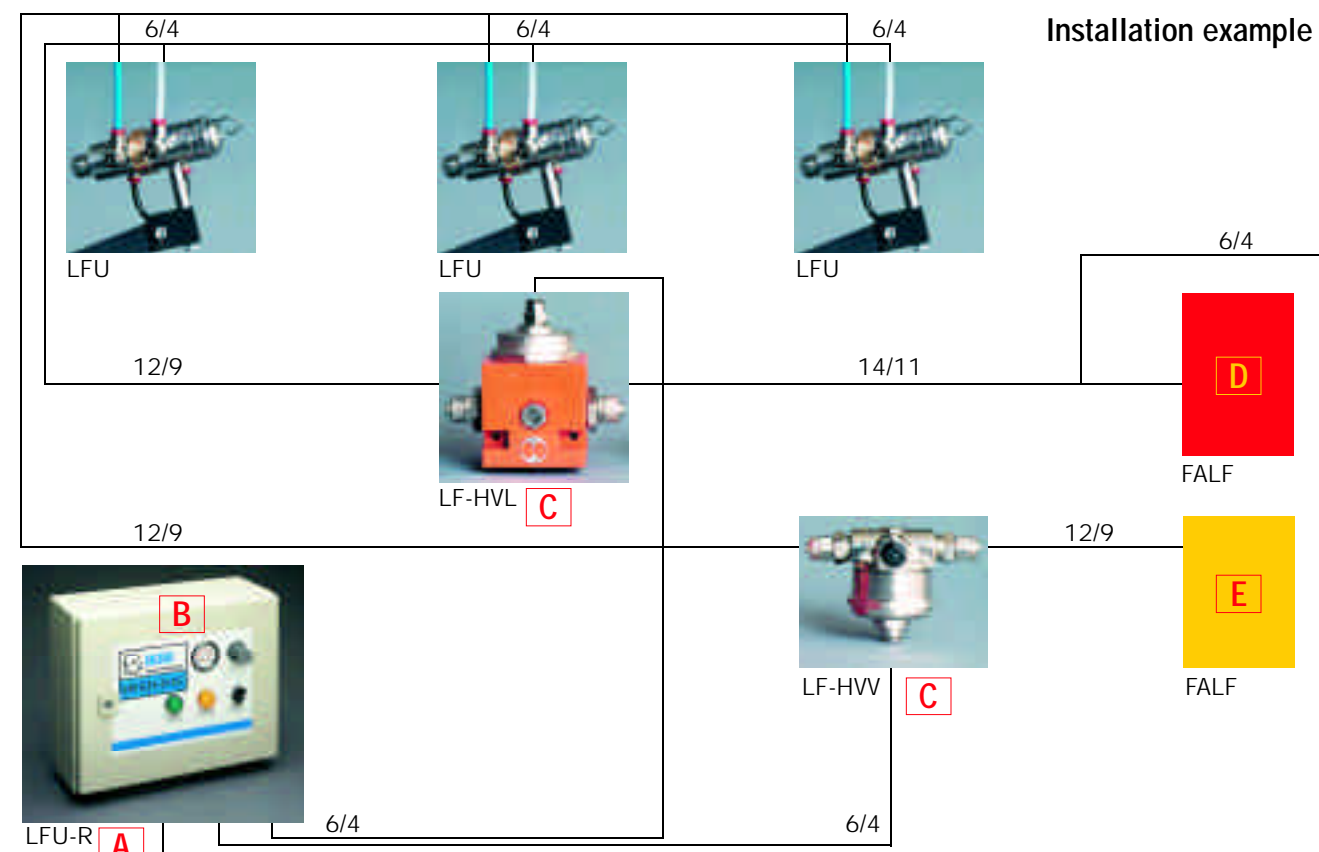 Installation example
6/4 6/4 6/4
LFU LFU LFU
6/4
12/9 14/11
D
FALF
LF-HVL C
12/9 12/9
B
E
LF-HVV C
FALF
6/4 6/4
LFU-R A